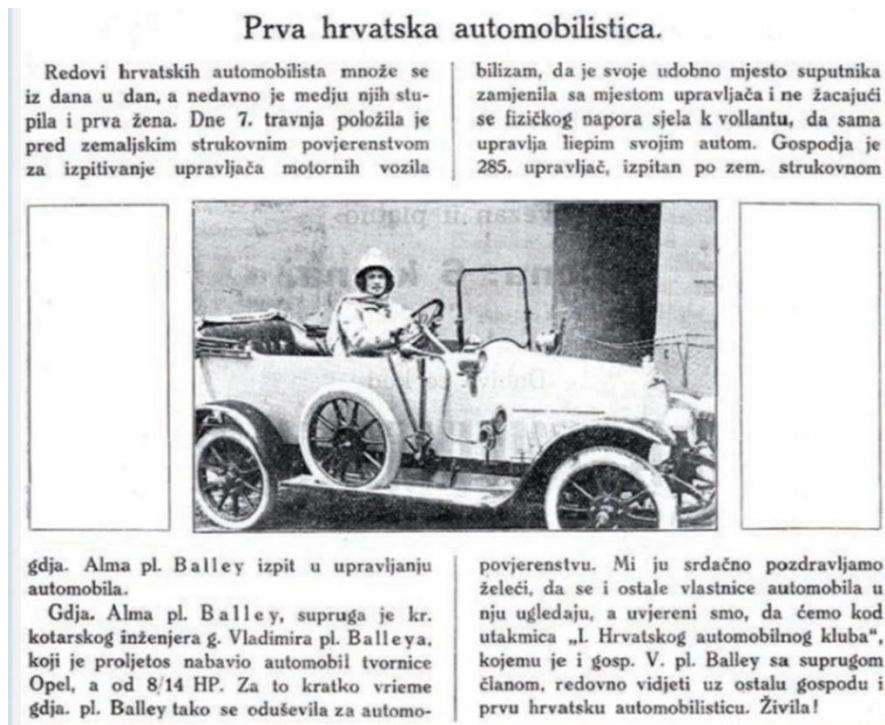 Prva hrvatska automobilistica.
Redovi hrvatskih automobilista množe se
iz dana u dan, a nedavno je medju njih stu-
pila i prva žena. Dne 7. travnja položila je
pred zemaljskim strukovnim povjerenstvom
za izpitivanje upravljača motornih vozila
gdja. Alma pl. Balley izpit u upravljanju
automobila.
Gdja. Alma pl. Balley, supruga je kr.
kotarskog inženjera g. Vladimira pl. Balleya,
koji je proljetos nabavio automobil tvornice
Opel, a od 8/14 HP. Za to kratko vrieme
gdja. pl. Balley tako se oduševila za automo-
bilizam, da je svoje udobno mjesto suputnika
zamjenila sa mjestom upravljača i ne žacajući
se fizičkog napora sjela k vollantu, da sama
upravlja liepim svojim autom. Gospodja je
285. upravljač, izpitan po zem. strukovnom
povjerenstvu. Mi ju srdačno pozdravljamo
želeći, da se i ostale vlastnice automobila u
nju ugledaju, a uvjereni smo, da ćemo kod
utakmica „I. Hrvatskog automobilnog kluba“,
kojemu je i gosp. V. pl. Balley sa suprugom
članom, redovno vidjeti uz ostalu gospodu i
prvu hrvatsku automobilisticu. Živila!